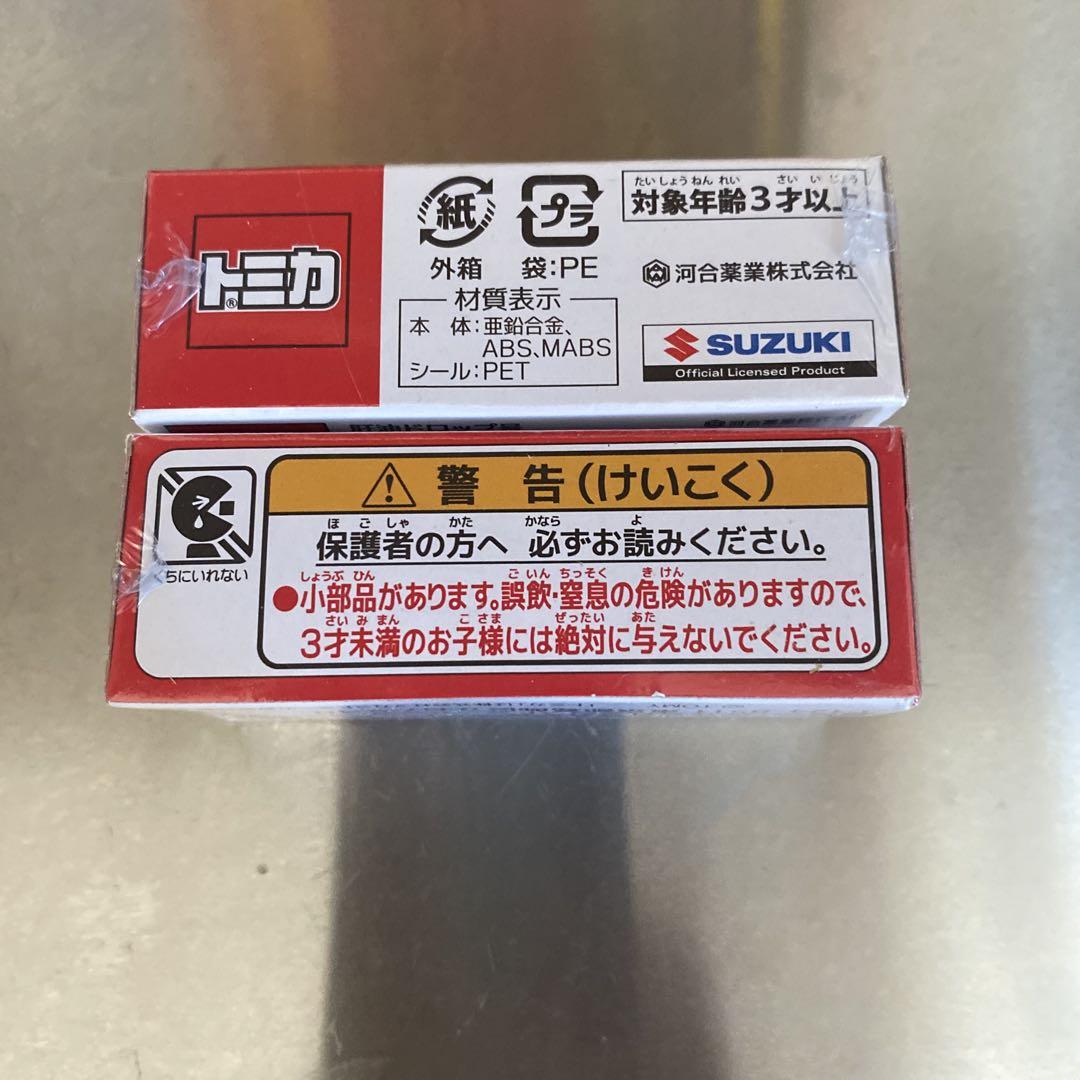 トミカ®
紙
外箱
プラ
袋:PE
材質表示
本 体:亜鉛合金、
ABS、MABS
シール:PET
たいしょうねんれい さいいじょう
対象年齢3才以上
河合薬業株式会社
SUZUKI
Official Licensed Product
肝油ドロップ号
くちにいれない
警 告(けいこく)
ほごしゃ かた かなら よ
保護者の方へ 必ずお読みください。
しょうぶひん ごいん ちっそく きけん
●小部品があります。誤飲・窒息の危険がありますので、
さいみまん こさま ぜったい あた
3才未満のお子様には絶対に与えないでください。